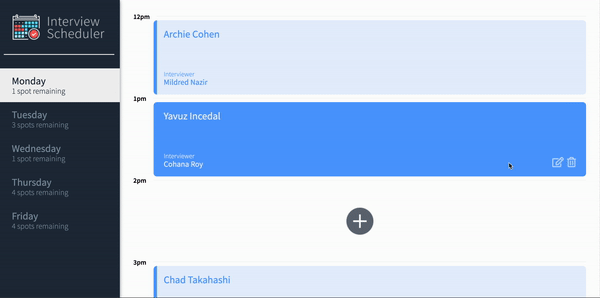 Interview
Scheduler
Monday
1 spot remaining
Tuesday
3 spots remaining
Wednesday
1 spot remaining
Thursday
4 spots remaining
Friday
4 spots remaining
12pm
Archie Cohen
Interviewer
Mildred Nazir
1pm
Yavuz Incedal
Interviewer
Cohana Roy
2pm
3pm
Chad Takahashi